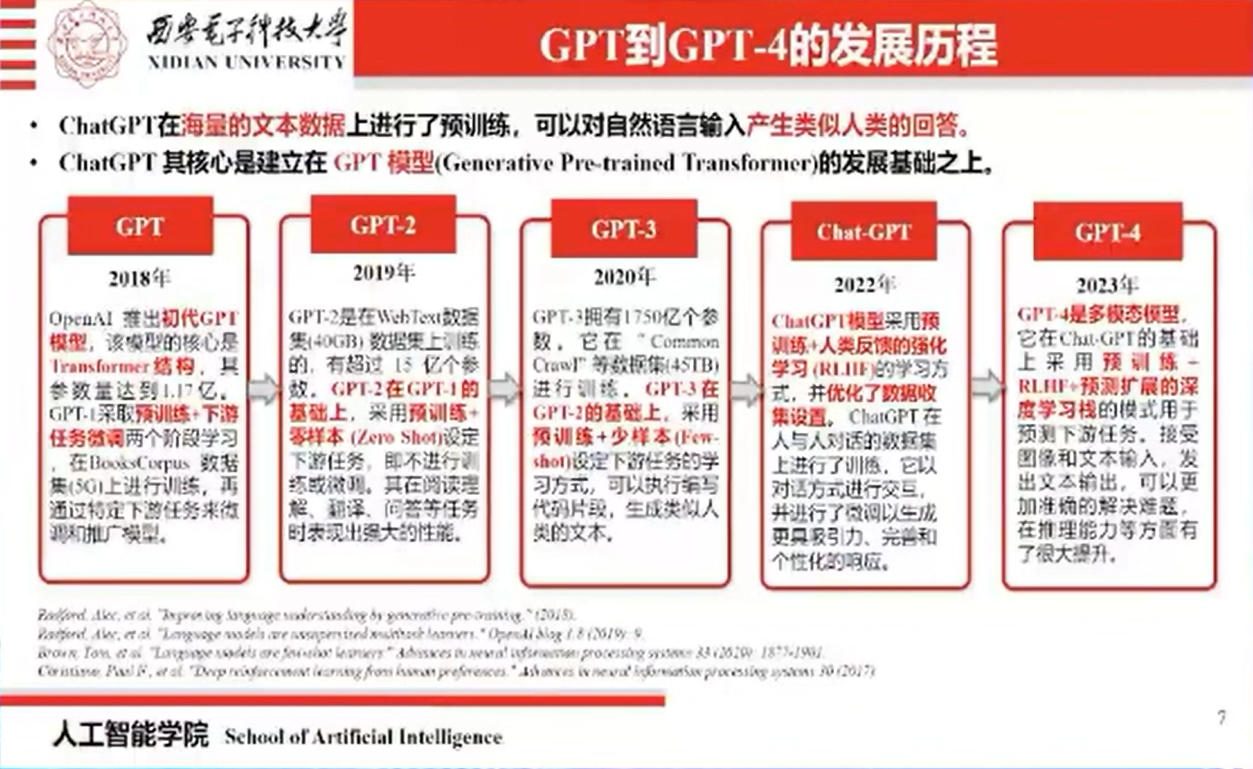 西安电子科技大学
XIDIAN UNIVERSITY
GPT到GPT-4的发展历程
• ChatGPT在海量的文本数据上进行了预训练，可以对自然语言输入产生类似人类的回答。
• ChatGPT 其核心是建立在 GPT 模型(Generative Pre-trained Transformer)的发展基础之上。
GPT
2018年
OpenAI 推出初代GPT
模型，该模型的核心是
Transformer结构，其
参数量达到1.17亿。
GPT-1采取预训练+下游
任务微调两个阶段学习
，在BooksCorpus 数据
集(5G)上进行训练，再
通过特定下游任务来微
调和推广模型。
GPT-2
2019年
GPT-2是在WebText数据
集(40GB) 数据集上训练
的，有超过 15 亿个参
数。GPT-2在GPT-1的
基础上，采用预训练+
零样本 (Zero Shot)设定
下游任务，即不进行训
练或微调。其在阅读理
解、翻译、问答等任务
时表现出强大的性能。
GPT-3
2020年
GPT-3拥有1750亿个参
数，它在“Common
Crawl”等数据集(45TB)
进行训练。GPT-3在
GPT-2的基础上，采用
预训练+少样本(Few-
shot)设定下游任务的学
习方式，可以执行编写
代码片段，生成类似人
类的文本。
Chat-GPT
2022年
ChatGPT模型采用预
训练+人类反馈的强化
学习 (RLHF)的学习方
式，并优化了数据收
集设置。ChatGPT 在
人与人对话的数据集
上进行了训练，它以
对话方式进行交互，
并进行了微调以生成
更具吸引力、完善和
个性化的响应。
GPT-4
2023年
GPT-4是多模态模型，
它在Chat-GPT的基础
上采用预训练+
RLHF+预测扩展的深
度学习栈的模式用于
预测下游任务。接受
图像和文本输入，发
出文本输出，可以更
加准确的解决难题，
在推理能力等方面有
了很大提升。
Radford, Alec, et al. "Improving language understanding by generative pre-training." (2018).
Radford, Alec, et al. "Language models are unsupervised multitask learners." OpenAI blog 1.8 (2019): 9.
Brown, Tom, et al. "Language models are few-shot learners." Advances in neural information processing systems 33 (2020): 1877-1901.
Christiano, Paul F., et al. "Deep reinforcement learning from human preferences." Advances in neural information processing systems 30 (2017)
7
人工智能学院 School of Artificial Intelligence